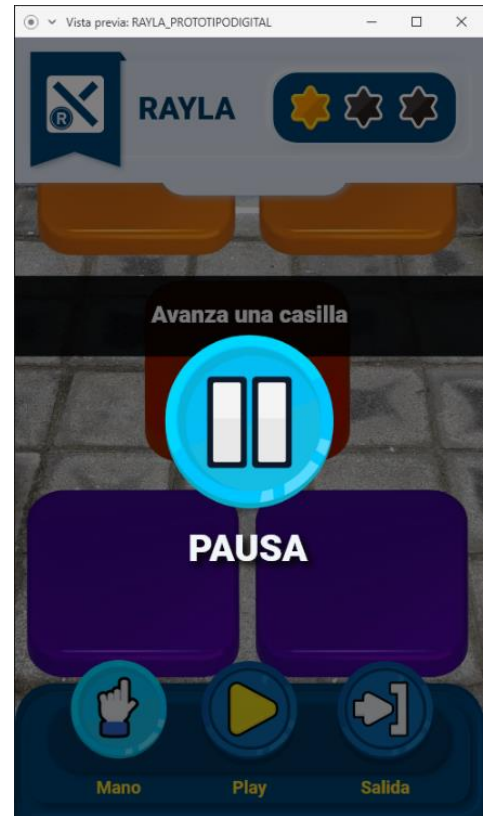 Vista previa: RAYLA_PROTOTIPODIGITAL
R
RAYLA
Avanza una casilla
PAUSA
Mano
Play
Salida